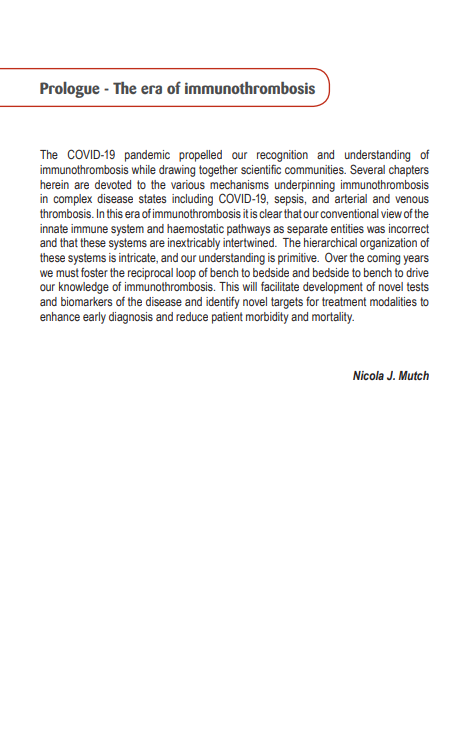 Prologue - The era of immunothrombosis
The COVID-19 pandemic propelled our recognition and understanding of
immunothrombosis while drawing together scientific communities. Several chapters
herein are devoted to the various mechanisms underpinning immunothrombosis
in complex disease states including COVID-19, sepsis, and arterial and venous
thrombosis. In this era of immunothrombosis it is clear that our conventional view of the
innate immune system and haemostatic pathways as separate entities was incorrect
and that these systems are inextricably intertwined. The hierarchical organization of
these systems is intricate, and our understanding is primitive. Over the coming years
we must foster the reciprocal loop of bench to bedside and bedside to bench to drive
our knowledge of immunothrombosis. This will facilitate development of novel tests
and biomarkers of the disease and identify novel targets for treatment modalities to
enhance early diagnosis and reduce patient morbidity and mortality.
Nicola J. Mutch